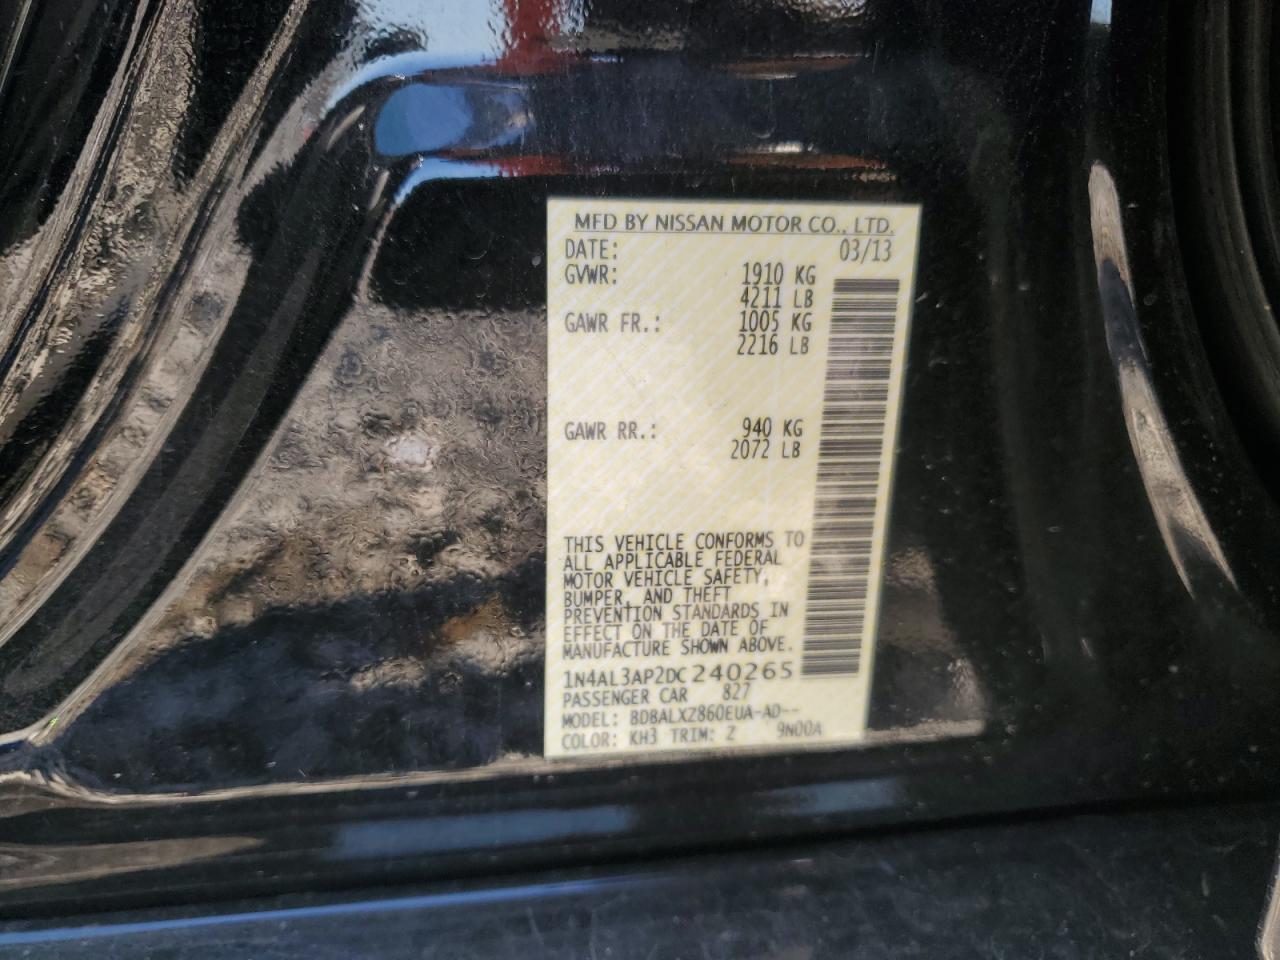 MFD BY NISSAN MOTOR CO., LTD.
DATE: 03/13
GVWR: 1910 KG
4211 LB
GAWR FR.: 1005 KG
2216 LB
GAWR RR.: 940 KG
2072 LB
THIS VEHICLE CONFORMS TO
ALL APPLICABLE FEDERAL
MOTOR VEHICLE SAFETY,
BUMPER, AND THEFT
PREVENTION STANDARDS IN
EFFECT ON THE DATE OF
MANUFACTURE SHOWN ABOVE.
1N4AL3AP2DC240265
PASSENGER CAR 827
MODEL: BDBALXZ860EUA-AD--
COLOR: KH3 TRIM: Z 9N00A